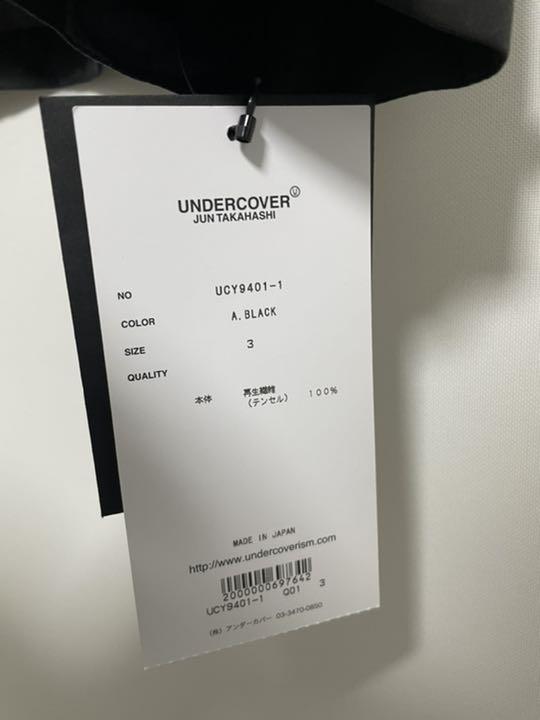 UNDERCOVER Ⓤ
JUN TAKAHASHI
NO UCY9401-1
COLOR A.BLACK
SIZE 3
QUALITY
本体 再生繊維 100%
(テンセル)
MADE IN JAPAN
http://www.undercoverism.com
2000000697642
UCY9401-1 Q01 3
(株) アンダーカバー 03-3470-0850